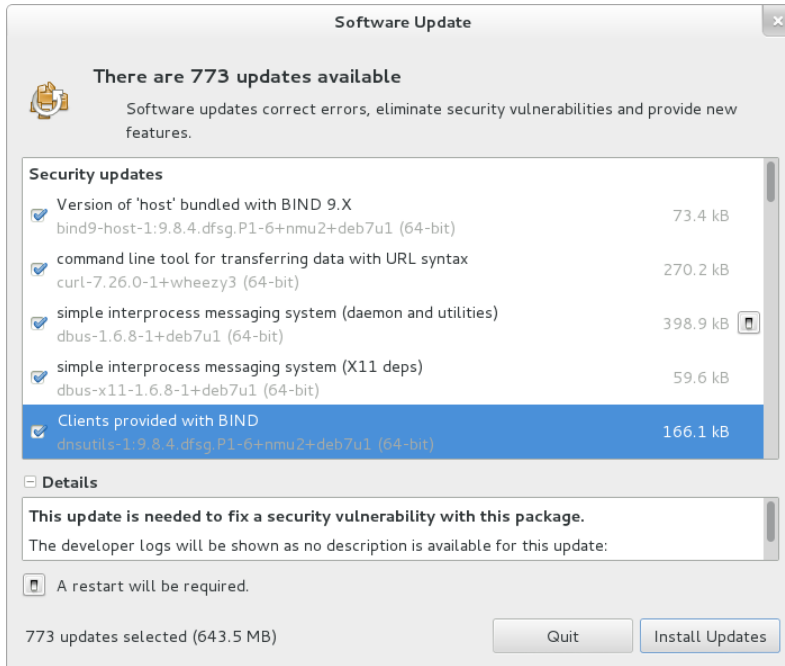 Software Update
There are 773 updates available
Software updates correct errors, eliminate security vulnerabilities and provide new
features.
Security updates
Version of 'host' bundled with BIND 9.X
bind9-host-1:9.8.4.dfsg.P1-6+nmu2+deb7u1 (64-bit)
73.4 kB
command line tool for transferring data with URL syntax
curl-7.26.0-1+wheezy3 (64-bit)
270.2 kB
simple interprocess messaging system (daemon and utilities)
dbus-1.6.8-1+deb7u1 (64-bit)
398.9 kB
simple interprocess messaging system (X11 deps)
dbus-x11-1.6.8-1+deb7u1 (64-bit)
59.6 kB
Clients provided with BIND
dnsutils-1:9.8.4.dfsg.P1-6+nmu2+deb7u1 (64-bit)
166.1 kB
Details
This update is needed to fix a security vulnerability with this package.
The developer logs will be shown as no description is available for this update:
A restart will be required.
773 updates selected (643.5 MB)
Quit
Install Updates